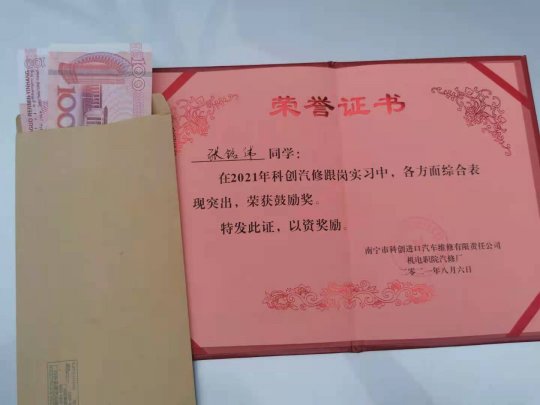 100
100
荣誉证书
张铭伟 同学：
在2021年科创汽修跟岗实习中，各方面综合表
现突出，荣获鼓励奖。
特发此证，以资奖励。
南宁市科创进口汽车维修有限责任公司
机电职院汽修厂
二〇二一年八月六日